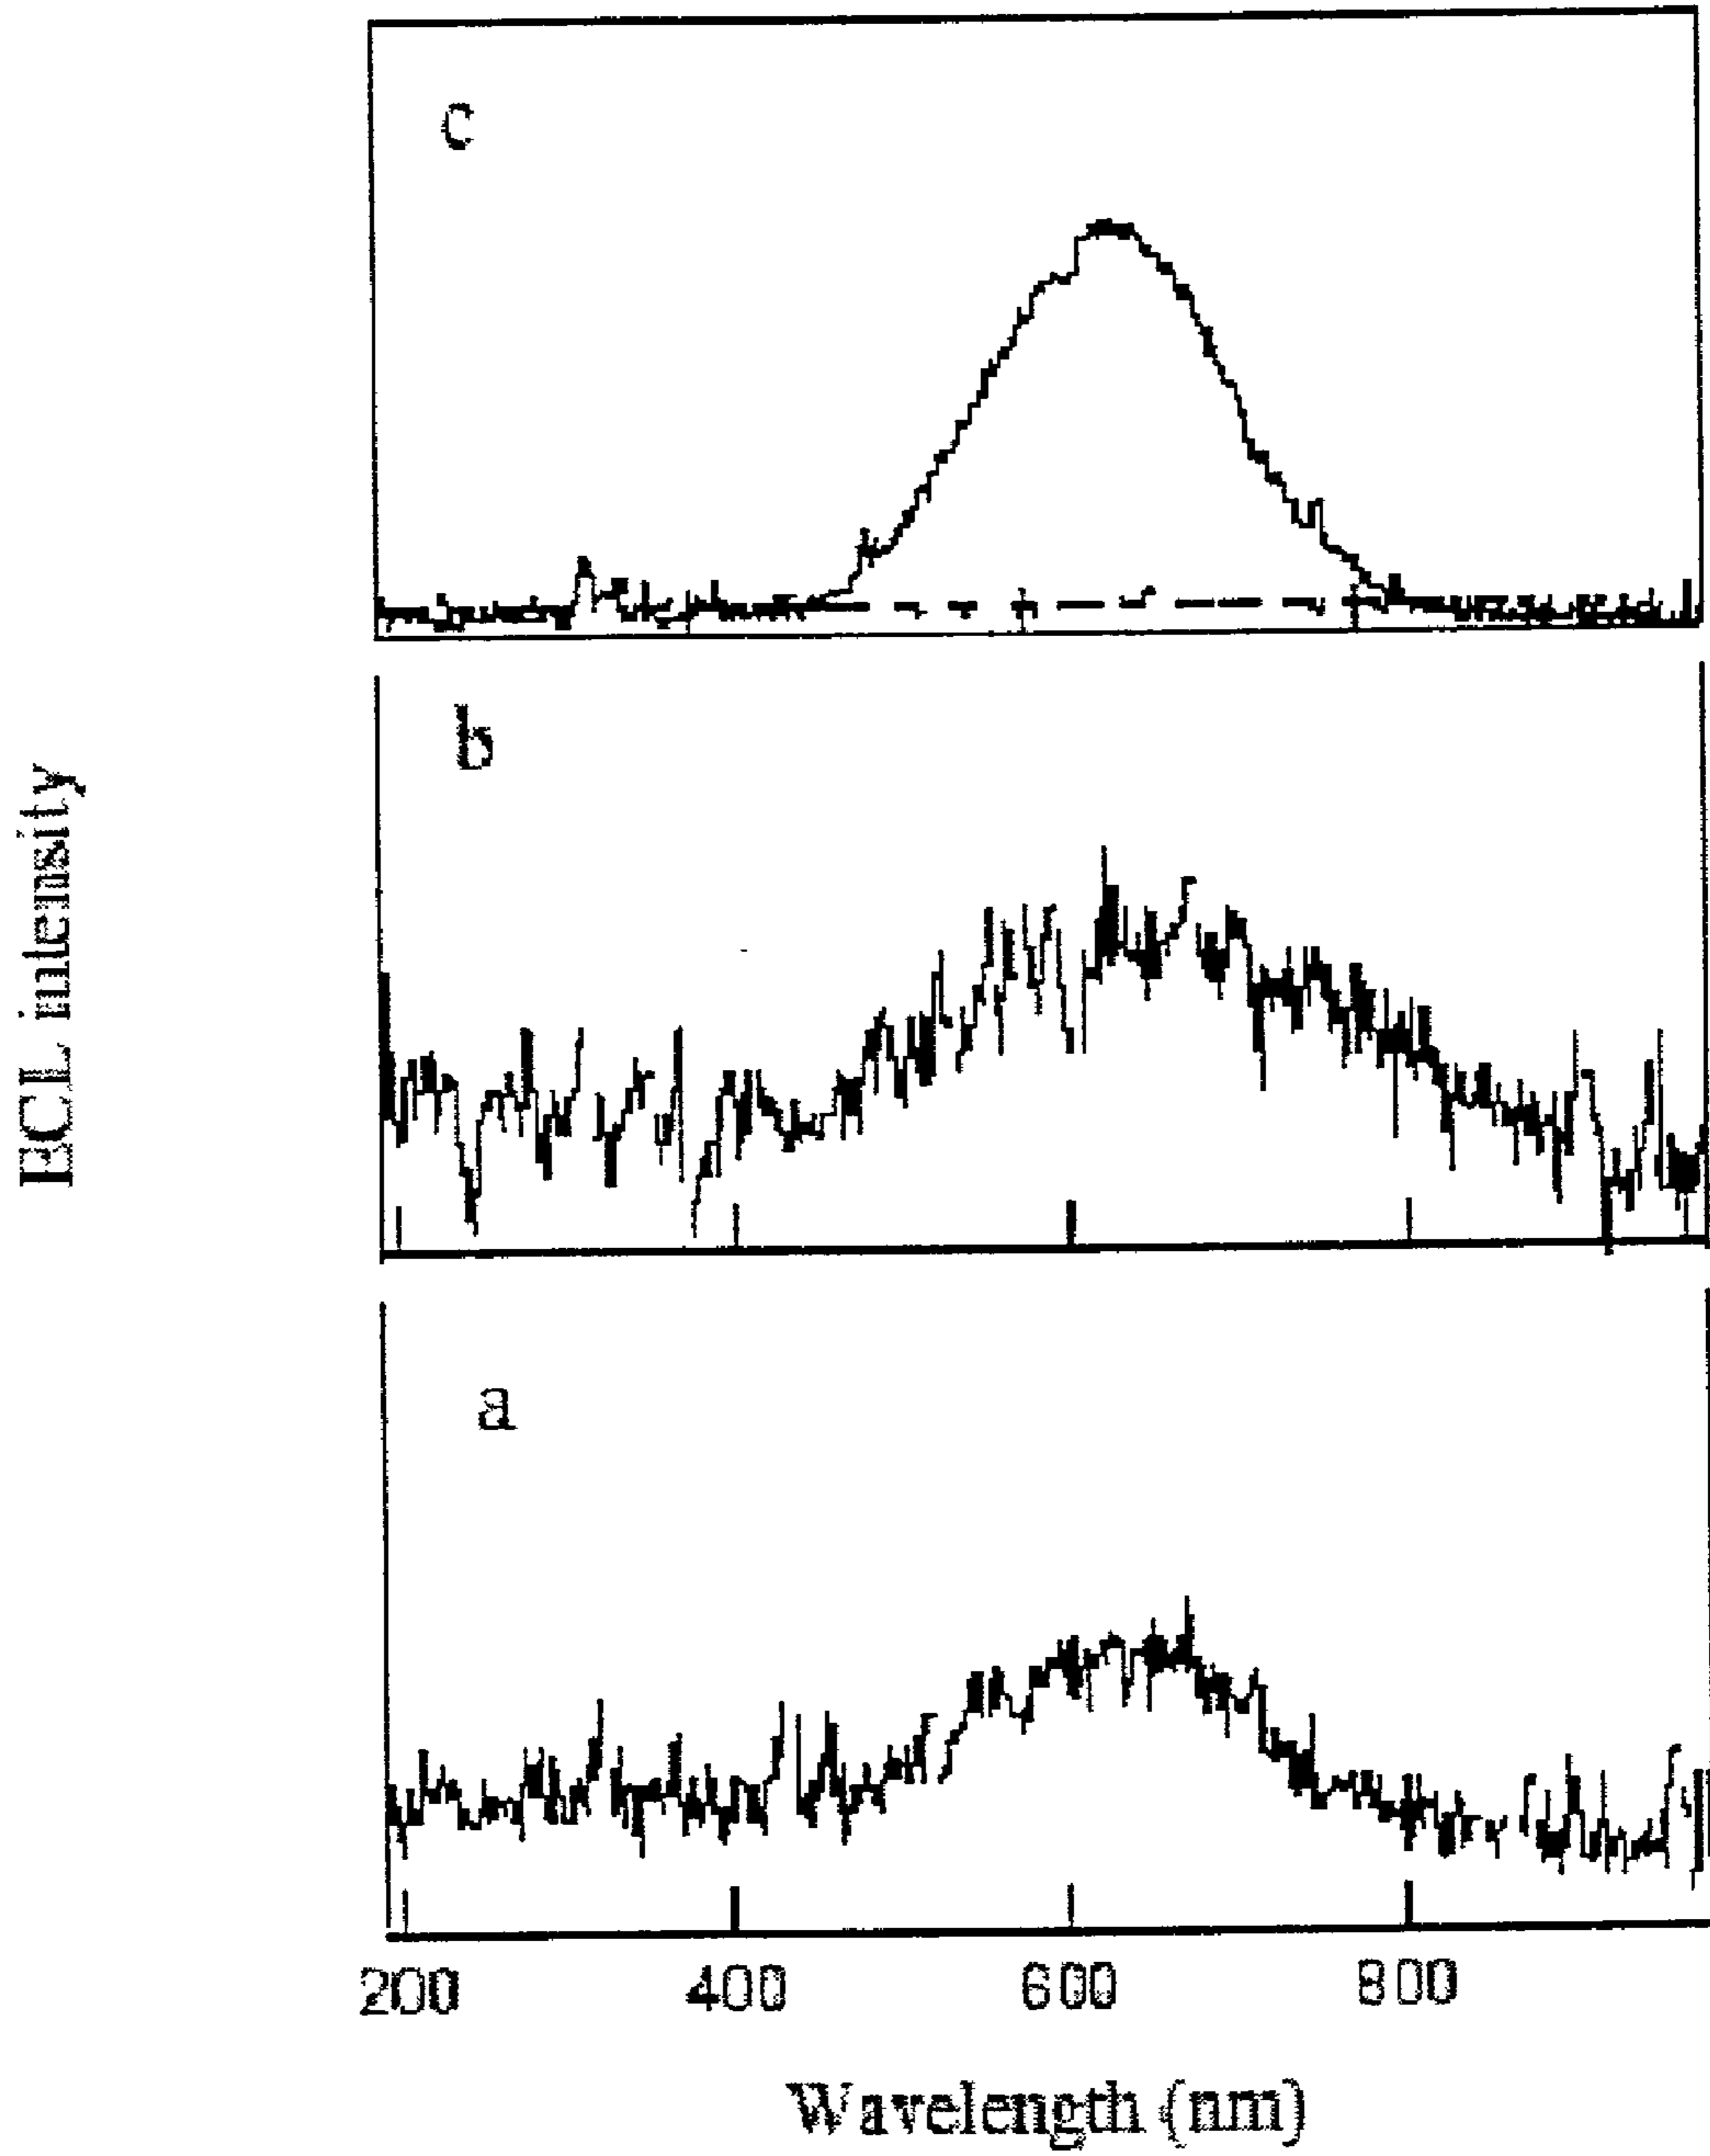 c
b
ECL intensity
a
200 400 600 800
Wavelength (nm)